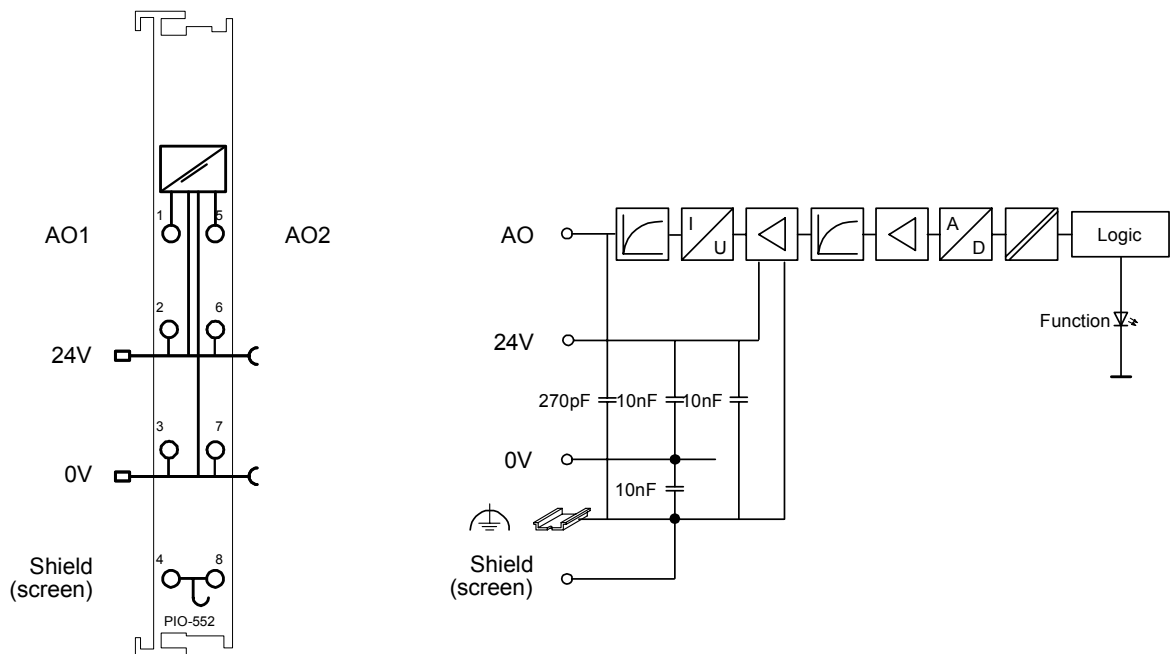 1
5
AO1
AO2
2
6
24V
3
7
0V
Shield
(screen)
4
8
PIO-552
AO
I
U
A
D
Logic
Function
24V
270pF
10nF
10nF
0V
10nF
Shield
(screen)